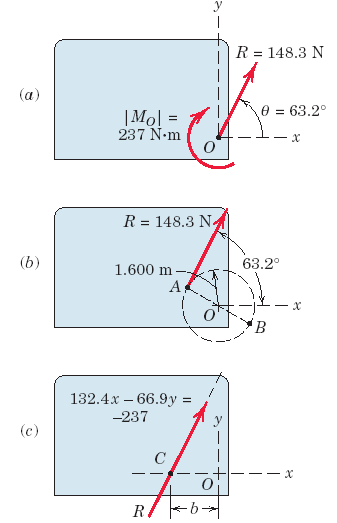 y
R = 148.3 N
(a)
θ = 63.2°
|M_O| =
237 N·m
O
x
(b)
R = 148.3 N
1.600 m
63.2°
A
O
x
B
132.4x – 66.9y =
–237
(c)
y
C
x
O
R
b